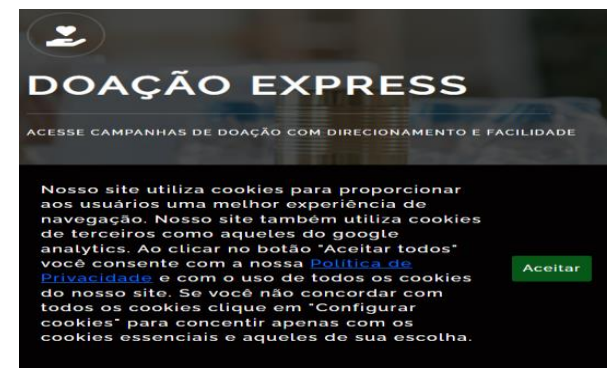 DOAÇÃO EXPRESS
ACESSE CAMPANHAS DE DOAÇÃO COM DIRECIONAMENTO E FACILIDADE
Nosso site utiliza cookies para proporcionar
aos usuários uma melhor experiência de
navegação. Nosso site também utiliza cookies
de terceiros como aqueles do google
analytics. Ao clicar no botão "Aceitar todos"
você consente com a nossa Política de
Privacidade e com o uso de todos os cookies
do nosso site. Se você não concordar com
todos os cookies clique em "Configurar
cookies" para concentir apenas com os
cookies essenciais e aqueles de sua escolha.
Aceitar